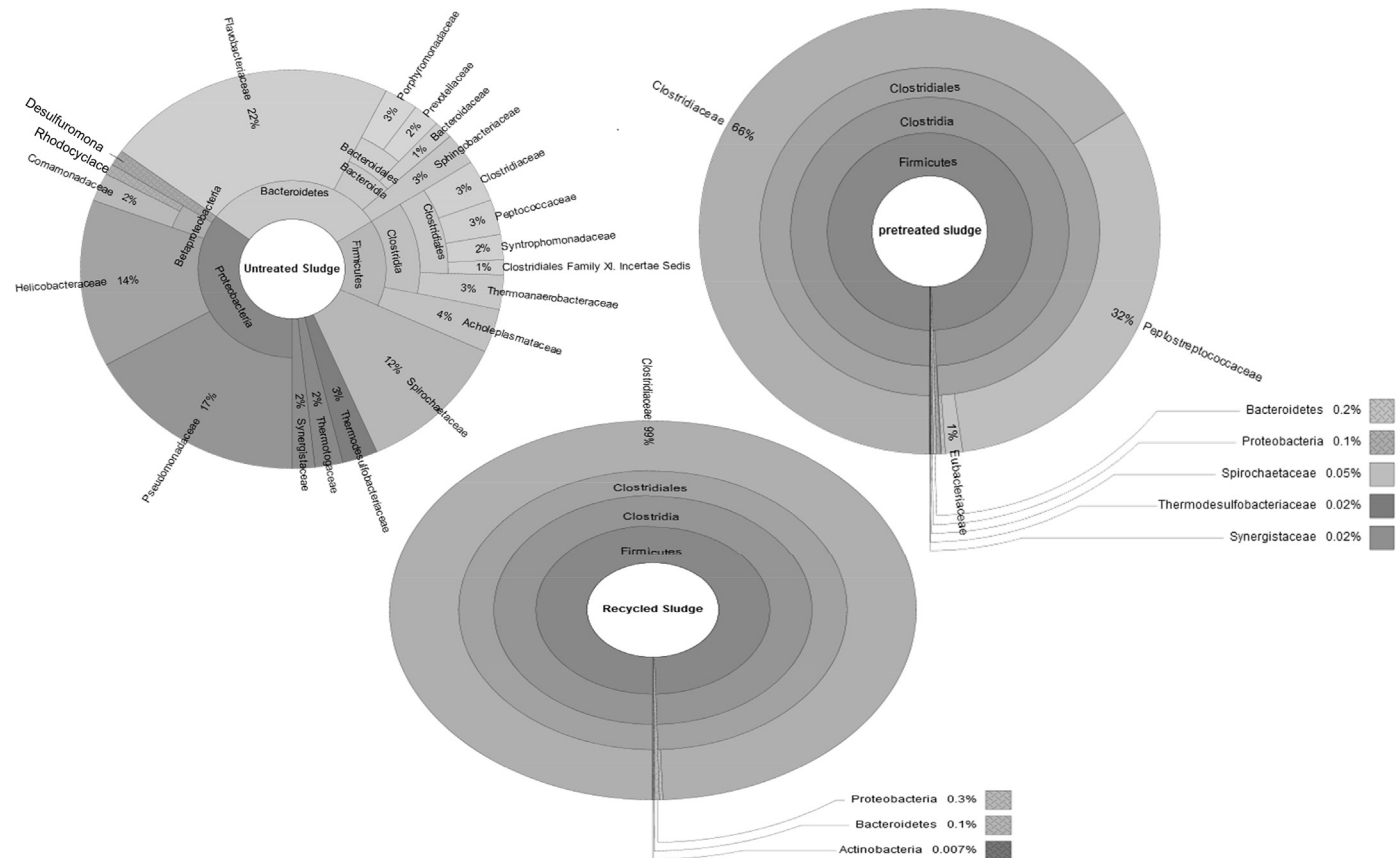 Untreated Sludge
Bacteroidetes
Flavobacteriaceae 22%
Bacteroidia
Bacteroidales
Porphyromonadaceae 3%
Prevotellaceae 2%
Bacteroidaceae 1%
Sphingobacteriaceae 3%
Firmicutes
Clostridia
Clostridiales
3% Clostridiaceae
3% Peptococcaceae
2% Syntrophomonadaceae
1% Clostridiales Family XI. Incertae Sedis
3% Thermoanaerobacteraceae
4% Acholeplasmataceae
12% Spirochaetaceae
3% Thermodesulfobacteriaceae
2% Thermotogaceae
2% Synergistaceae
Proteobacteria
Pseudomonadaceae 17%
Helicobacteraceae 14%
Betaproteobacteria
Comamonadaceae 2%
Rhodocyclace
Desulfuromona
pretreated sludge
Firmicutes
Clostridia
Clostridiales
Clostridiaceae 66%
32% Peptostreptococcaceae
1% Eubacteriaceae
Bacteroidetes 0.2%
Proteobacteria 0.1%
Spirochaetaceae 0.05%
Thermodesulfobacteriaceae 0.02%
Synergistaceae 0.02%
Recycled Sludge
Firmicutes
Clostridia
Clostridiales
Clostridiaceae 99%
Proteobacteria 0.3%
Bacteroidetes 0.1%
Actinobacteria 0.007%